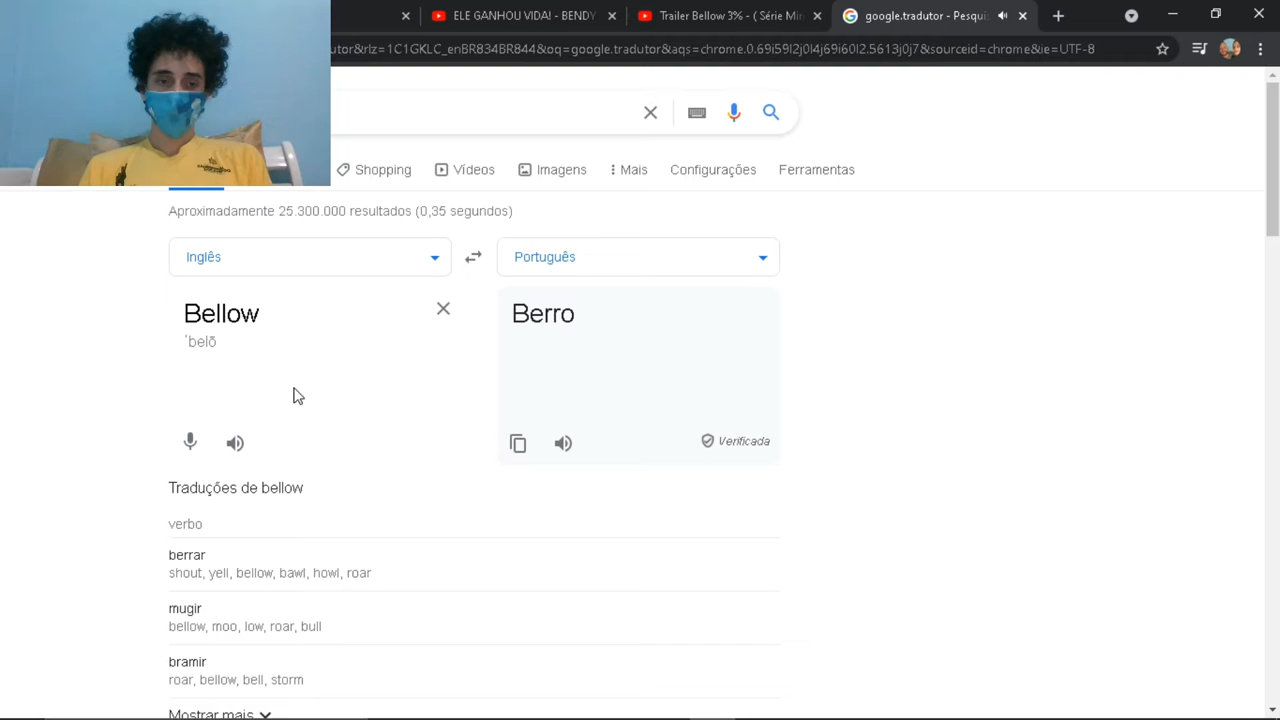 ELE GANHOU VIDA! - BENDY
Trailer Bellow 3% - ( Série Min
google.tradutor - Pesqui
utor&rlz=1C1GKLC_enBR834BR844&oq=google.tradutor&aqs=chrome.0.69i59l2j0l4j69i60l2.5613j0j7&sourceid=chrome&ie=UTF-8
Shopping
Vídeos
Imagens
Mais
Configurações
Ferramentas
Aproximadamente 25.300.000 resultados (0,35 segundos)
Inglês
Português
Bellow
Berro
ˈbelō
Verificada
Traduções de bellow
verbo
berrar
shout, yell, bellow, bawl, howl, roar
mugir
bellow, moo, low, roar, bull
bramir
roar, bellow, bell, storm
Mostrar mais